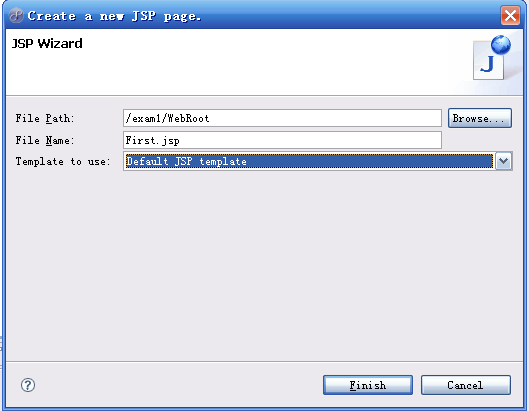 Create a new JSP page.
JSP Wizard
J
File Path: /exam1/WebRoot Browse...
File Name: First.jsp
Template to use: Default JSP template
? Finish Cancel